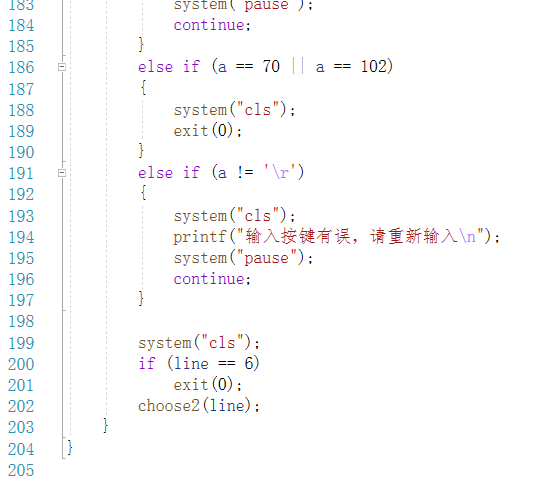 183 system("pause");
184 continue;
185 }
186 else if (a == 70 || a == 102)
187 {
188 system("cls");
189 exit(0);
190 }
191 else if (a != '\r')
192 {
193 system("cls");
194 printf("输入按键有误，请重新输入\n");
195 system("pause");
196 continue;
197 }
198
199 system("cls");
200 if (line == 6)
201 exit(0);
202 choose2(line);
203 }
204 }
205